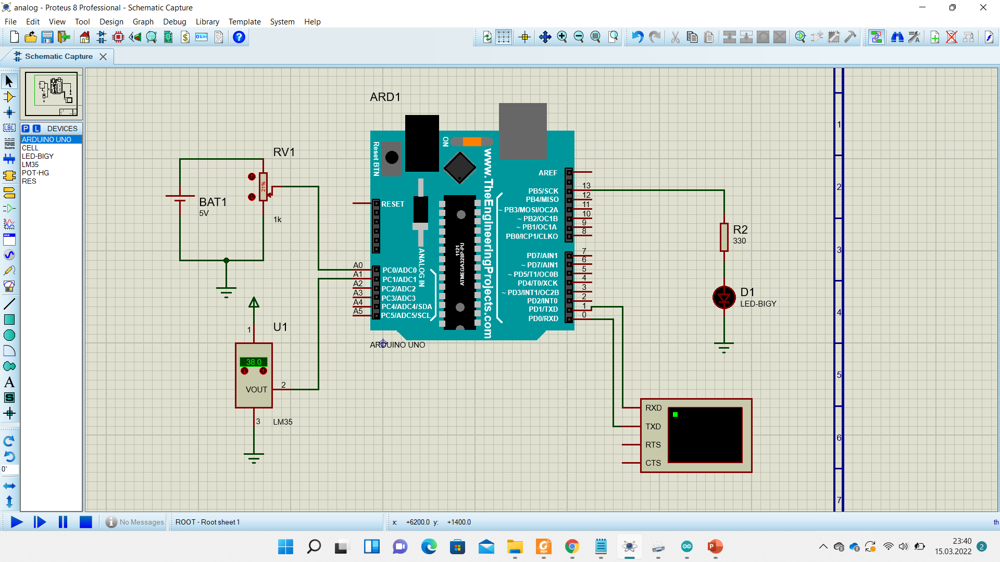 analog - Proteus 8 Professional - Schematic Capture
File Edit View Tool Design Graph Debug Library Template System Help
Schematic Capture
P L DEVICES
ARDUINO UNO
CELL
LED-BIGY
LM35
POT-HG
RES
LBL
A
S
0°
ARD1
Reset BTN
ON
www.TheEngineeringProjects.com
RESET
ANALOG IN
1121
ATMEGA328P-PU
AREF
PB5/SCK 13
PB4/MISO 12
~ PB3/MOSI/OC2A 11
~ PB2/OC1B 10
~ PB1/OC1A 9
PB0/ICP1/CLKO 8
PD7/AIN1 7
~ PD7/AIN1 6
~ PD5/T1/OC0B 5
PD4/T0/XCK 4
~ PD3/INT1/OC2B 3
PD2/INT0 2
PD1/TXD 1
PD0/RXD 0
A0 PC0/ADC0
A1 PC1/ADC1
A2 PC2/ADC2
A3 PC3/ADC3
A4 PC4/ADC4/SDA
A5 PC5/ADC5/SCL
ARDUINO UNO
RV1
21%
1k
BAT1
5V
U1
1
38.0
VOUT 2
3
LM35
R2
330
D1
LED-BIGY
RXD
TXD
RTS
CTS
1
2
3
4
5
6
7
No Messages
ROOT - Root sheet 1
x: +6200.0 y: +1400.0
th
23:40
15.03.2022
2